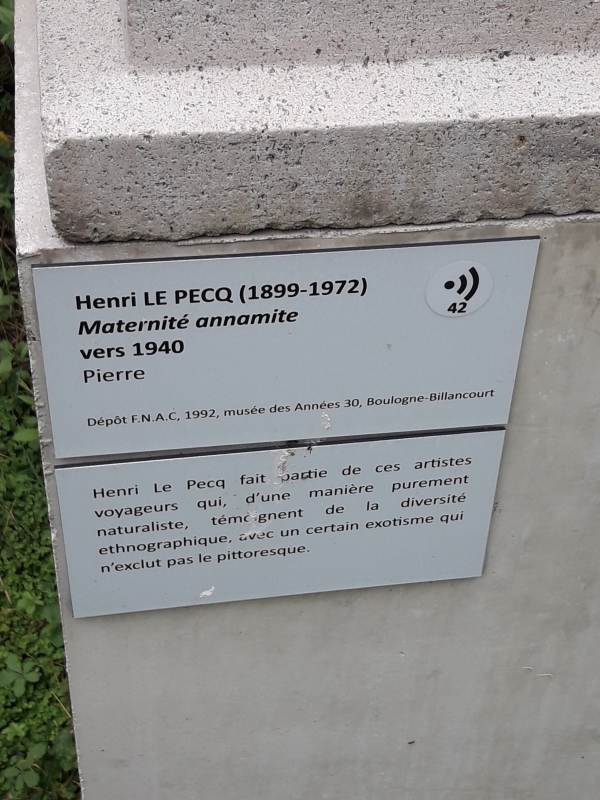 Henri LE PECQ (1899-1972)
Maternité annamite
vers 1940
Pierre
42
Dépôt F.N.A.C, 1992, musée des Années 30, Boulogne-Billancourt
Henri Le Pecq fait partie de ces artistes
voyageurs qui, d'une manière purement
naturaliste, témoignent de la diversité
ethnographique, avec un certain exotisme qui
n'exclut pas le pittoresque.